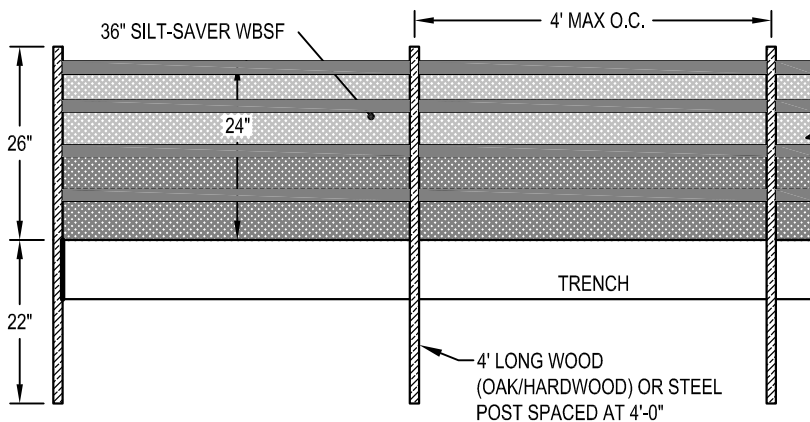 36" SILT-SAVER WBSF
4' MAX O.C.
26"
24"
22"
TRENCH
4' LONG WOOD
(OAK/HARDWOOD) OR STEEL
POST SPACED AT 4'-0"